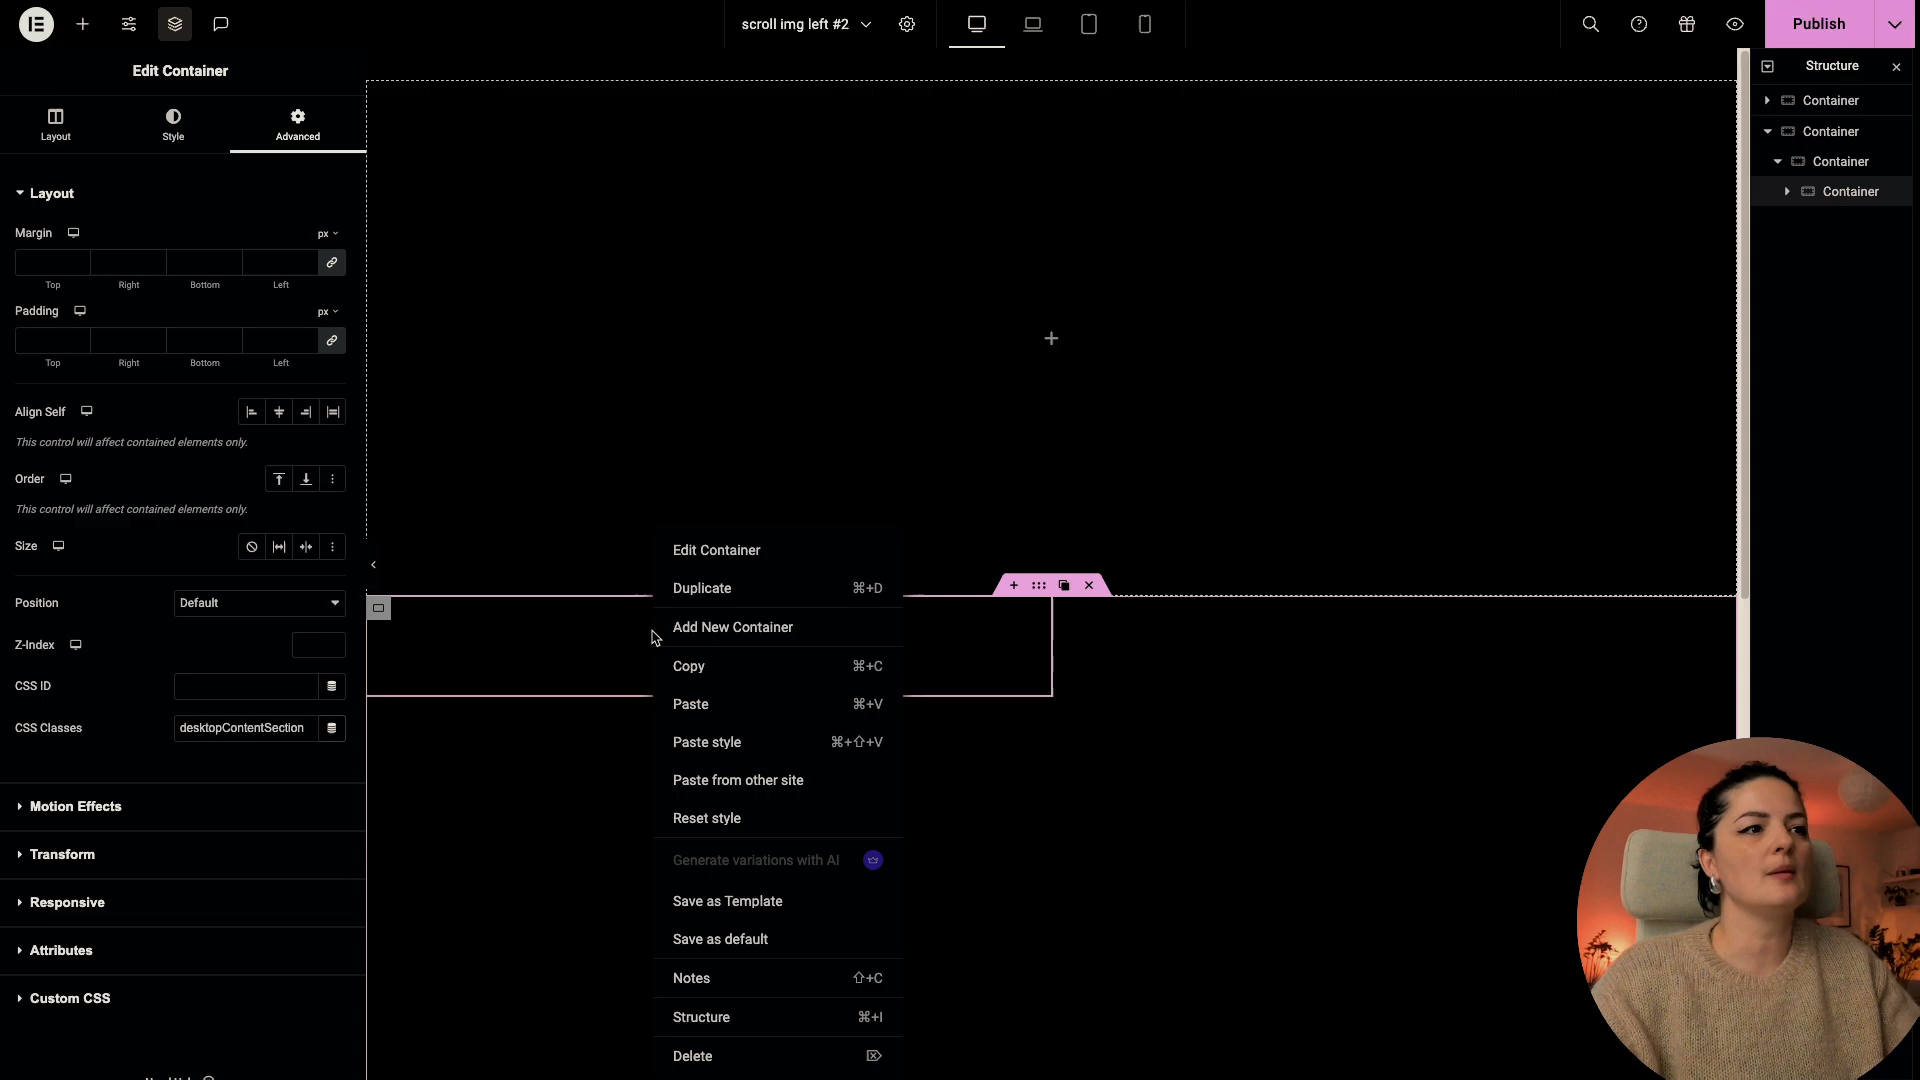 scroll img left #2
Publish
Edit Container
Layout
Style
Advanced
Structure
Container
Container
Container
Container
Layout
Margin
px
Top
Right
Bottom
Left
Padding
px
Top
Right
Bottom
Left
Align Self
This control will affect contained elements only.
Order
This control will affect contained elements only.
Size
Position
Default
Z-Index
CSS ID
CSS Classes
desktopContentSection
Motion Effects
Transform
Responsive
Attributes
Custom CSS
Edit Container
Duplicate ⌘+D
Add New Container
Copy ⌘+C
Paste ⌘+V
Paste style ⌘+⇧+V
Paste from other site
Reset style
Generate variations with AI
Save as Template
Save as default
Notes ⇧+C
Structure ⌘+I
Delete ⌦